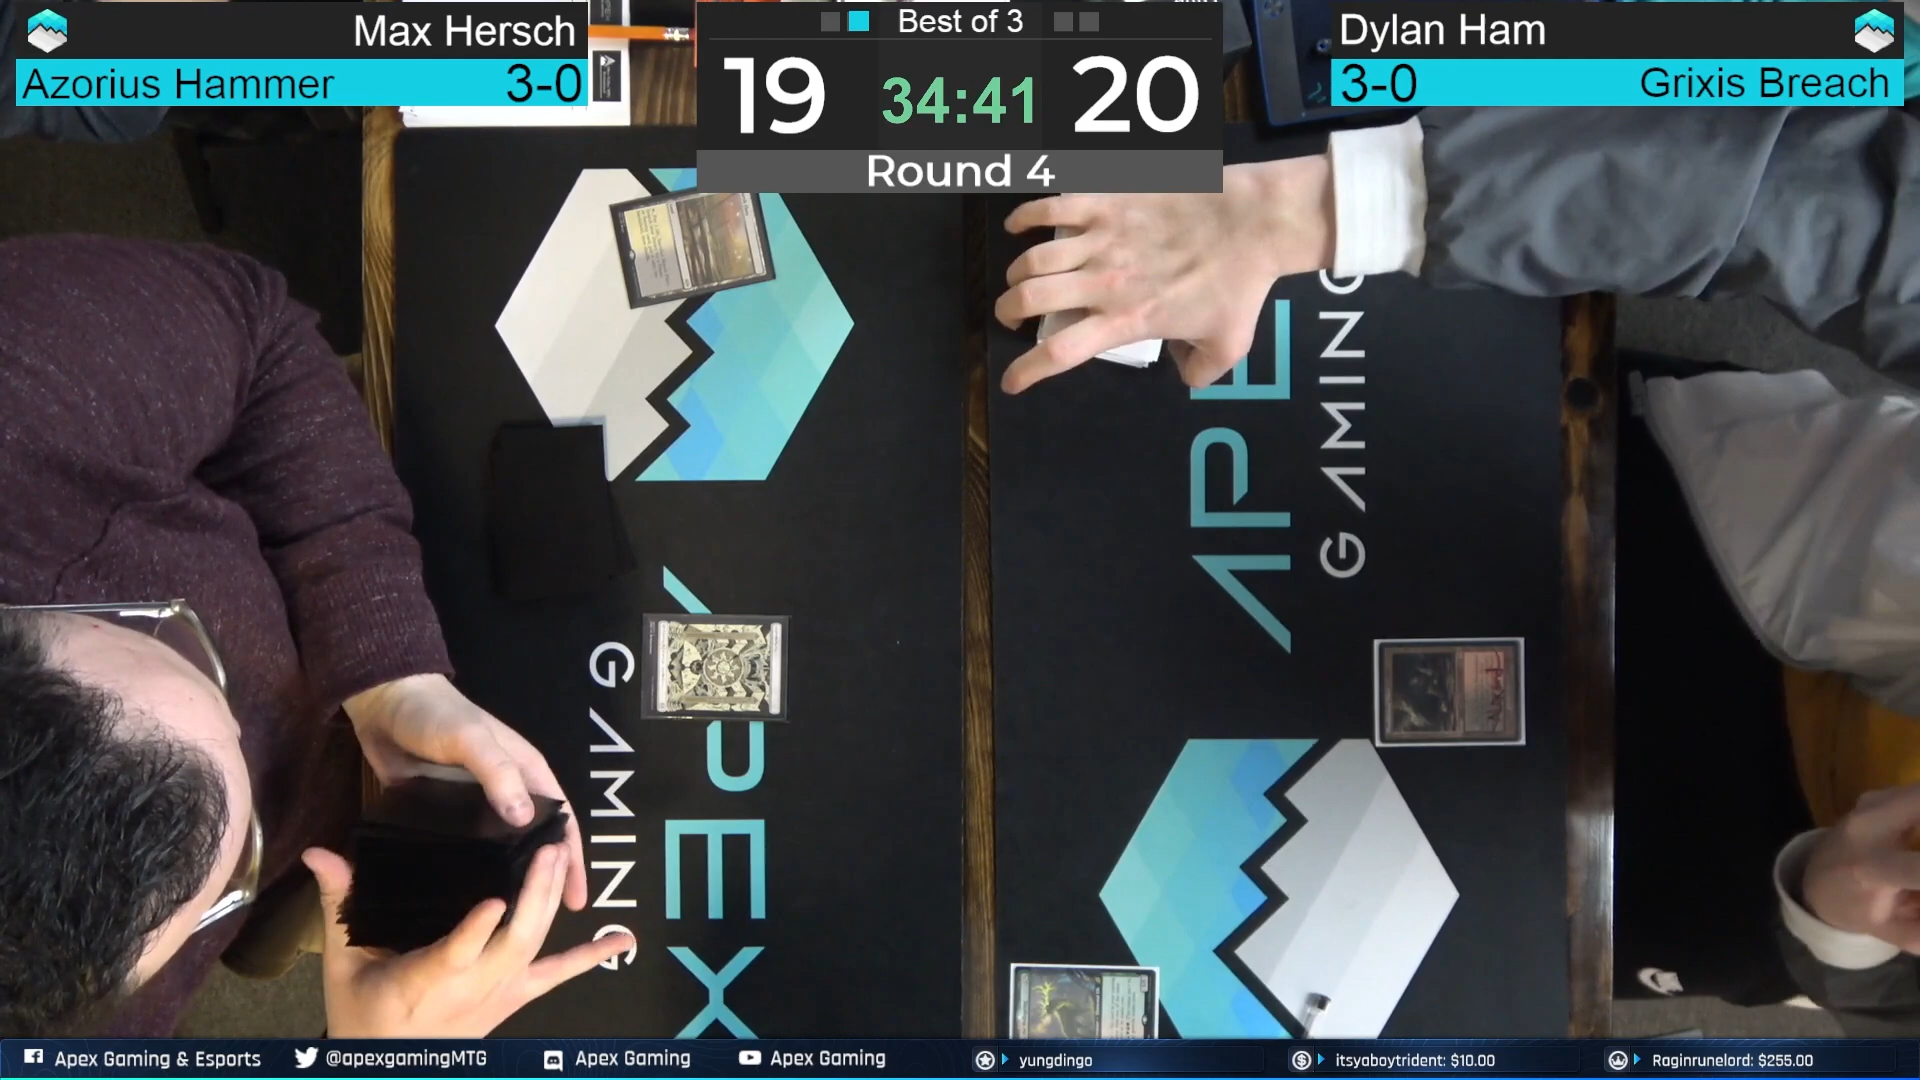 Max Hersch
Azorius Hammer 3-0
Best of 3
19 34:41 20
Round 4
Dylan Ham
3-0 Grixis Breach
APEX
GAMING
APE
GAMING
Apex Gaming & Esports
@apexgamingMTG
Apex Gaming
Apex Gaming
yungdingo
itsyaboytrident: $10.00
Raginrunelord: $255.00